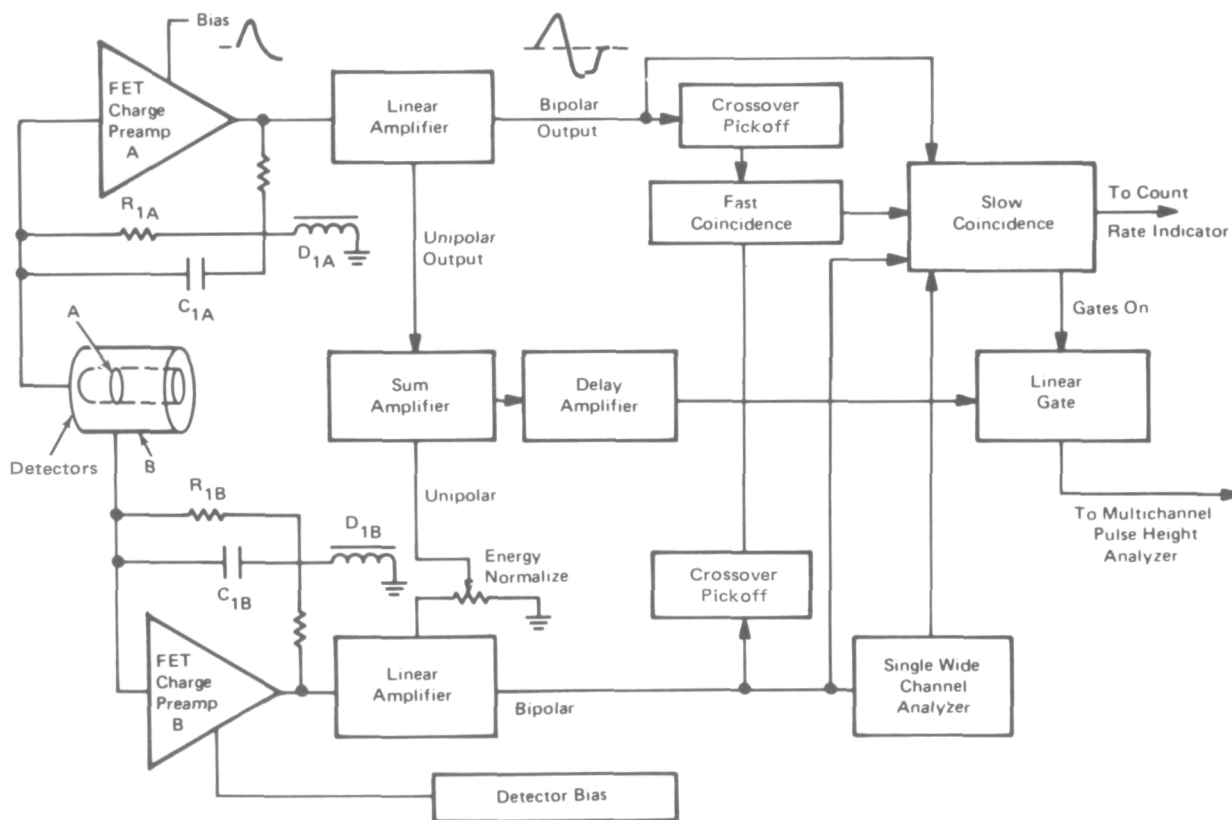 Bias
FET
Charge
Preamp
A
Linear
Amplifier
Bipolar
Output
Crossover
Pickoff
Fast
Coincidence
Slow
Coincidence
To Count
Rate Indicator
R1A
D1A
C1A
Unipolar
Output
Gates On
A
Detectors
B
Sum
Amplifier
Delay
Amplifier
Linear
Gate
To Multichannel
Pulse Height
Analyzer
R1B
C1B
D1B
Unipolar
Energy
Normalize
Crossover
Pickoff
FET
Charge
Preamp
B
Linear
Amplifier
Bipolar
Single Wide
Channel
Analyzer
Detector Bias